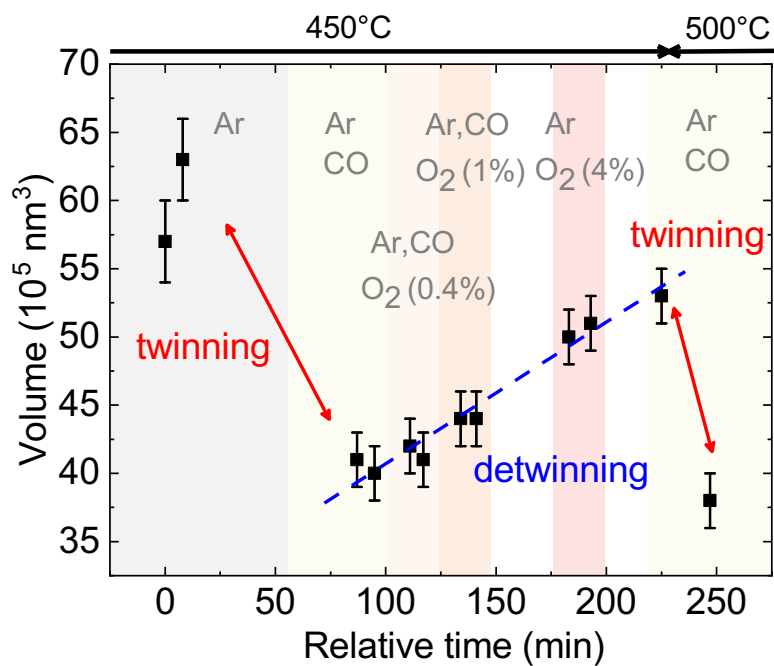 450°C
500°C
70
65
60
55
50
45
40
35
Volume (10⁵ nm³)
Ar
Ar
CO
Ar,CO
O₂ (0.4%)
Ar,CO
O₂ (1%)
Ar
O₂ (4%)
Ar
CO
twinning
detwinning
twinning
0
50
100
150
200
250
Relative time (min)